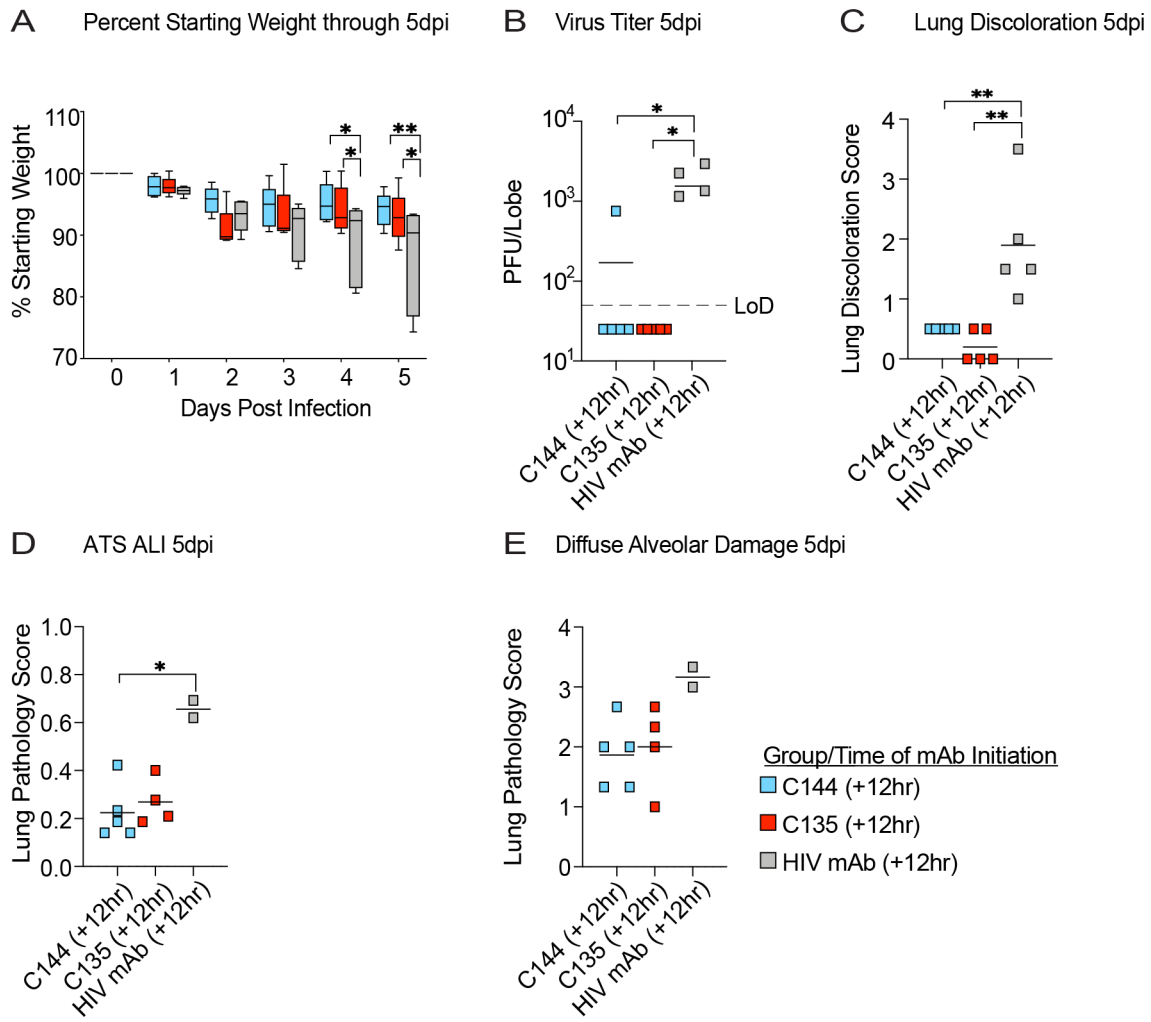 A Percent Starting Weight through 5dpi
% Starting Weight
110
100
90
80
70
* ** * *
0 1 2 3 4 5
Days Post Infection
B Virus Titer 5dpi
PFU/Lobe
10⁴
10³
10²
10¹
*
*
LoD
C144 (+12hr)
C135 (+12hr)
HIV mAb (+12hr)
C Lung Discoloration 5dpi
Lung Discoloration Score
4
3
2
1
0
**
**
C144 (+12hr)
C135 (+12hr)
HIV mAb (+12hr)
D ATS ALI 5dpi
Lung Pathology Score
1.0
0.8
0.6
0.4
0.2
0.0
*
C144 (+12hr)
C135 (+12hr)
HIV mAb (+12hr)
E Diffuse Alveolar Damage 5dpi
Lung Pathology Score
4
3
2
1
0
C144 (+12hr)
C135 (+12hr)
HIV mAb (+12hr)
Group/Time of mAb Initiation
C144 (+12hr)
C135 (+12hr)
HIV mAb (+12hr)